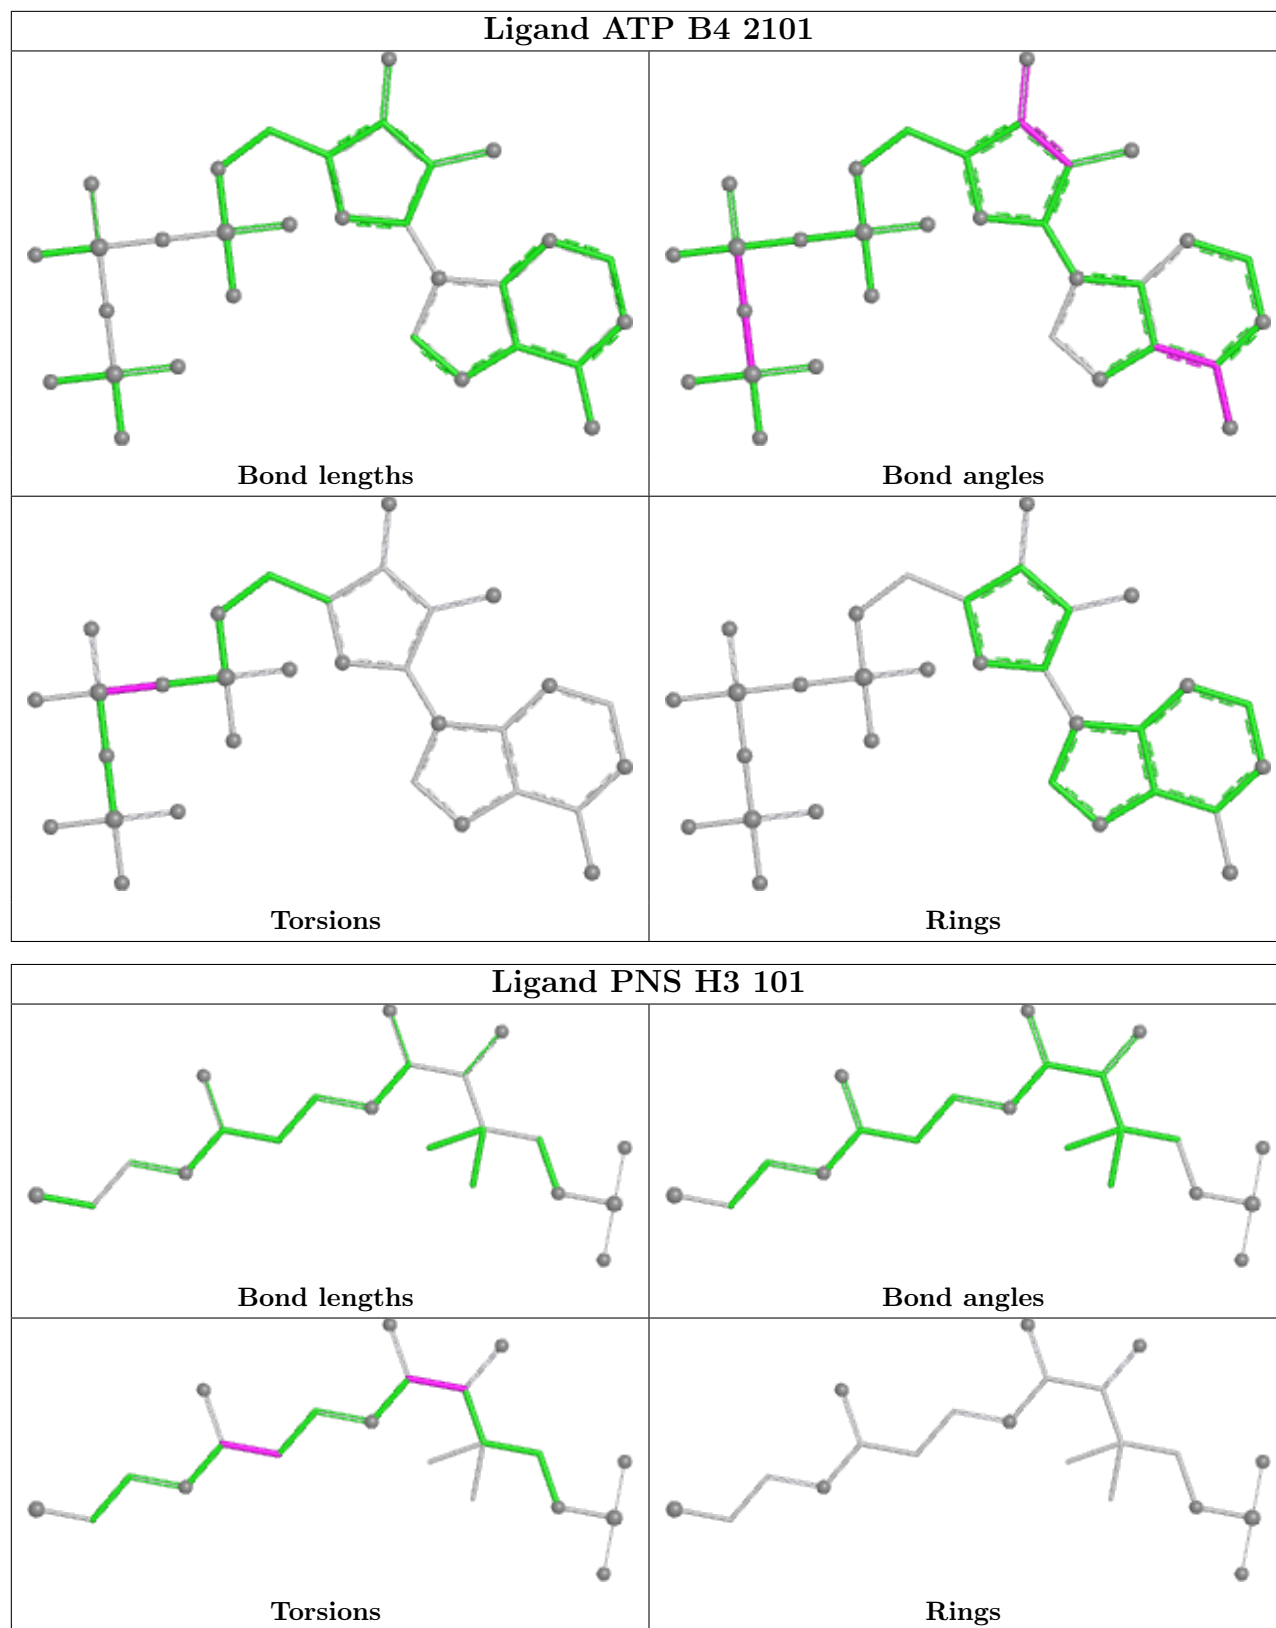 Ligand ATP B4 2101
Bond lengths
Bond angles
Torsions
Rings
Ligand PNS H3 101
Bond lengths
Bond angles
Torsions
Rings